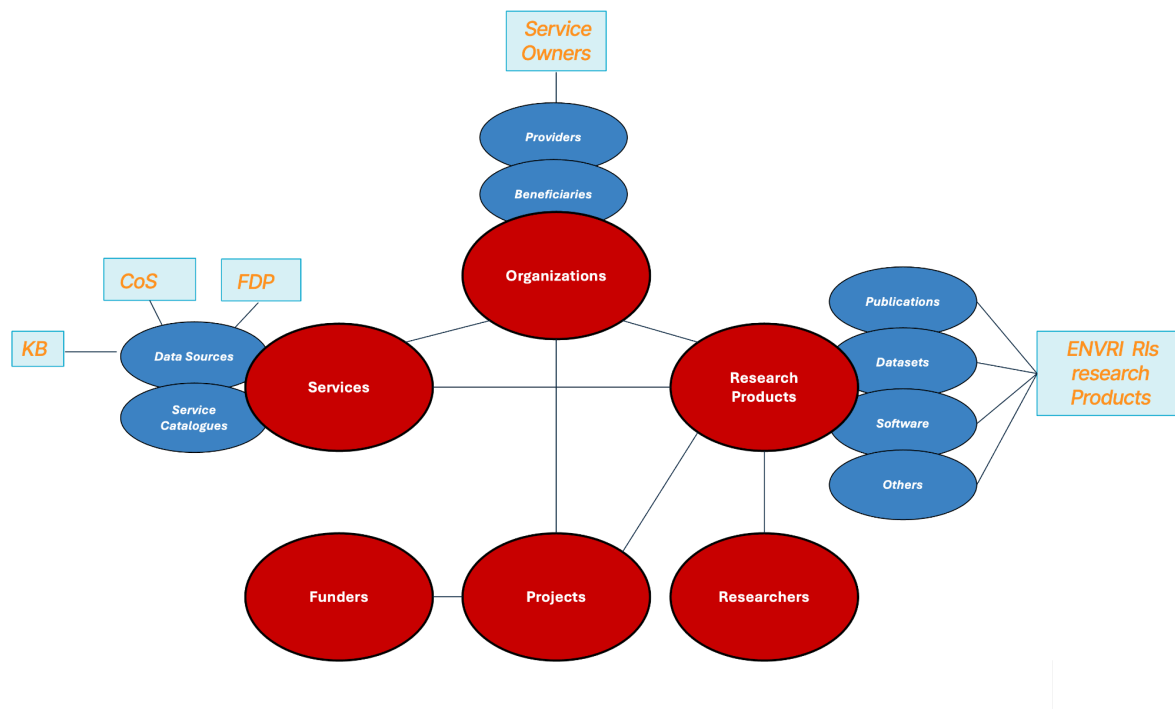 Service
Owners
Providers
Beneficiaries
Organizations
CoS
FDP
KB
Data Sources
Service
Catalogues
Services
Research
Products
Publications
Datasets
Software
Others
ENVRI RIs
research
Products
Funders
Projects
Researchers